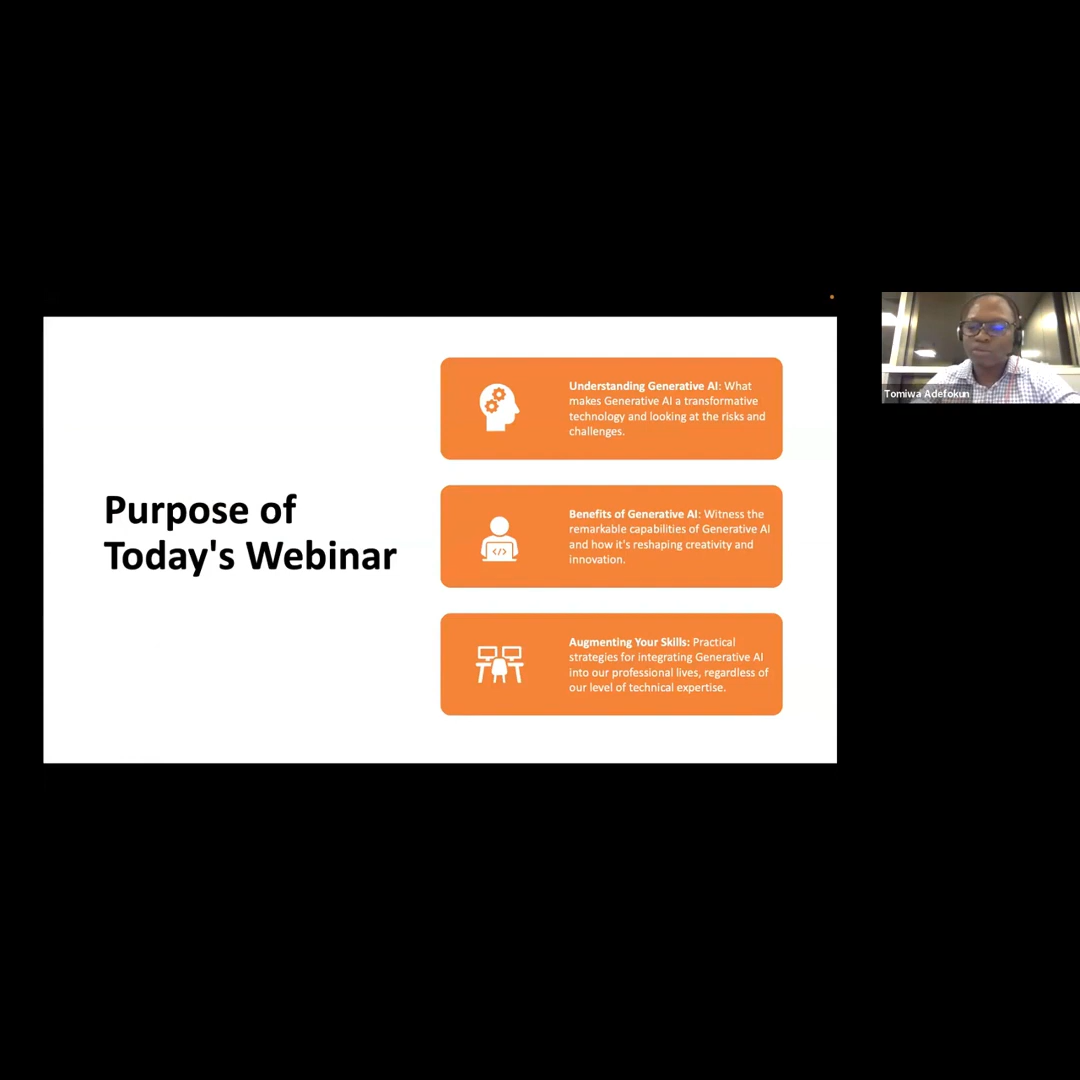 Purpose of
Today's Webinar
Understanding Generative AI: What
makes Generative AI a transformative
technology and looking at the risks and
challenges.
Benefits of Generative AI: Witness the
remarkable capabilities of Generative AI
and how it's reshaping creativity and
innovation.
Augmenting Your Skills: Practical
strategies for integrating Generative AI
into our professional lives, regardless of
our level of technical expertise.
Tomiwa Adefokun